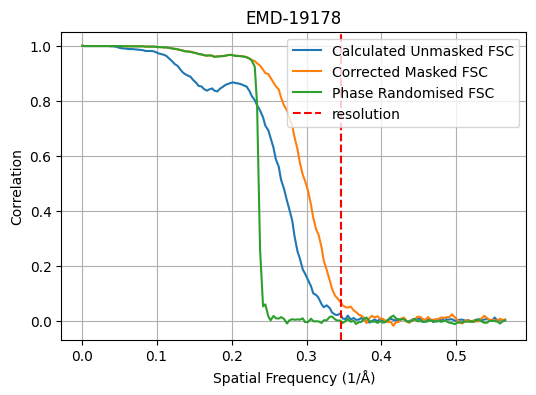 EMD-19178
1.0
0.8
0.6
0.4
0.2
0.0
Correlation
Calculated Unmasked FSC
Corrected Masked FSC
Phase Randomised FSC
resolution
0.0 0.1 0.2 0.3 0.4 0.5
Spatial Frequency (1/Å)